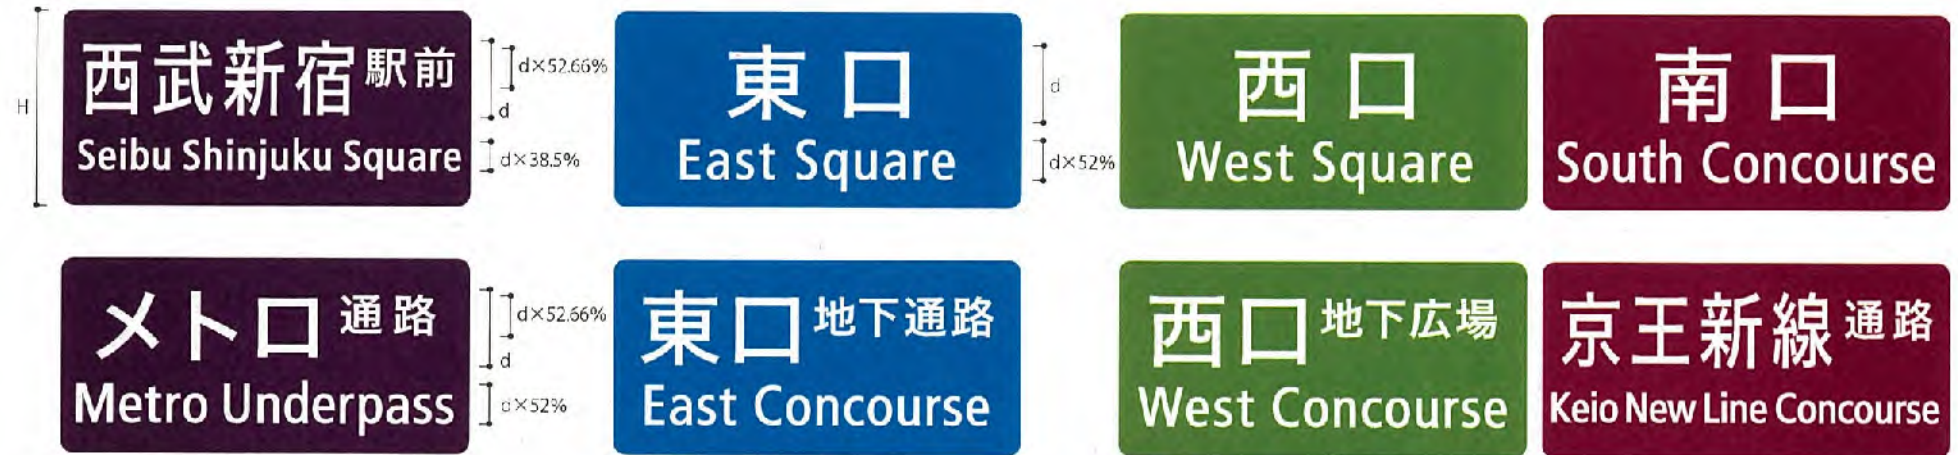 H
西武新宿駅前
Seibu Shinjuku Square
d×52.66%
d
d×38.5%
東口
East Square
d
d×52%
西口
West Square
南口
South Concourse
メトロ通路
Metro Underpass
d×52.66%
d
d×52%
東口地下通路
East Concourse
西口地下広場
West Concourse
京王新線通路
Keio New Line Concourse